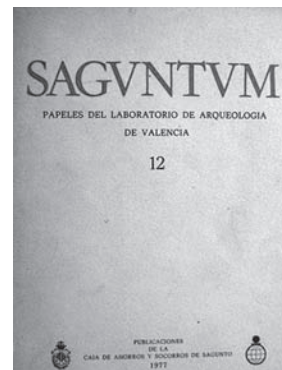 SAGVNTVM
PAPELES DEL LABORATORIO DE ARQUEOLOGIA
DE VALENCIA
12
PUBLICACIONES
DE LA
CAJA DE AHORROS Y SOCORROS DE SAGUNTO
1977